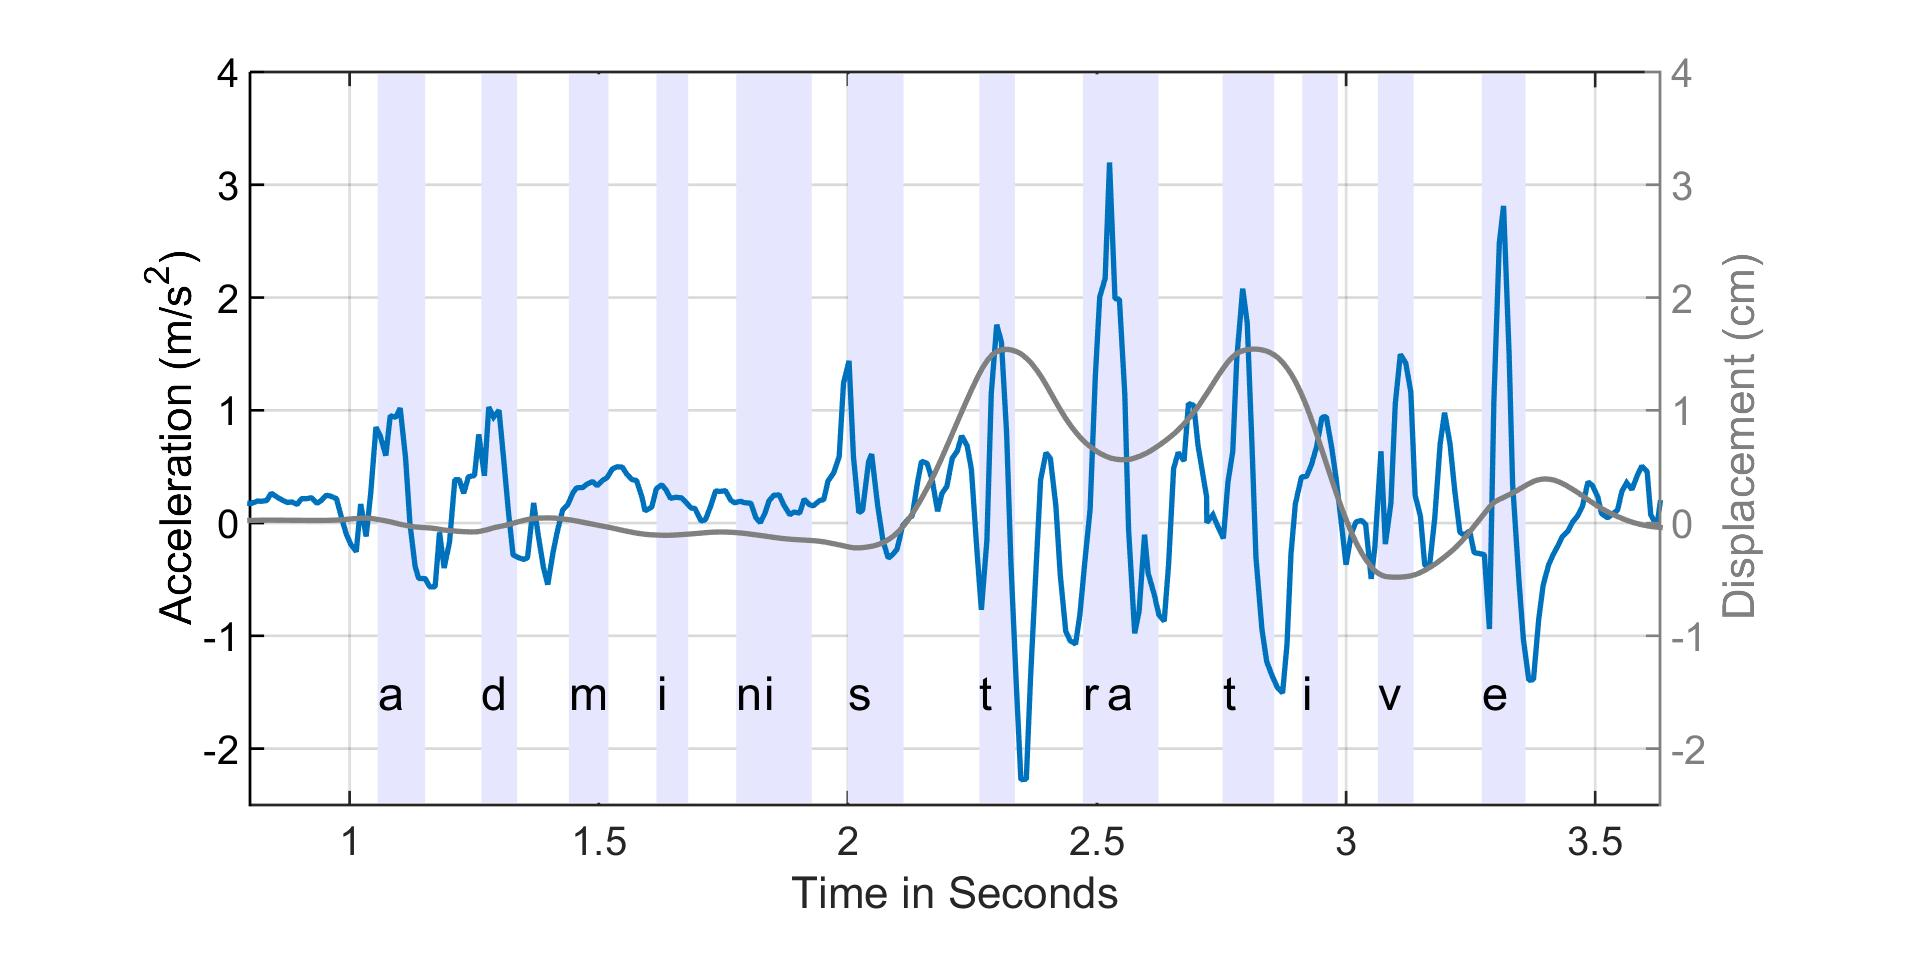 4
3
2
1
0
-1
-2
Acceleration (m/s²)
4
3
2
1
0
-1
-2
Displacement (cm)
a d m i ni s t ra t i v e
1 1.5 2 2.5 3 3.5
Time in Seconds